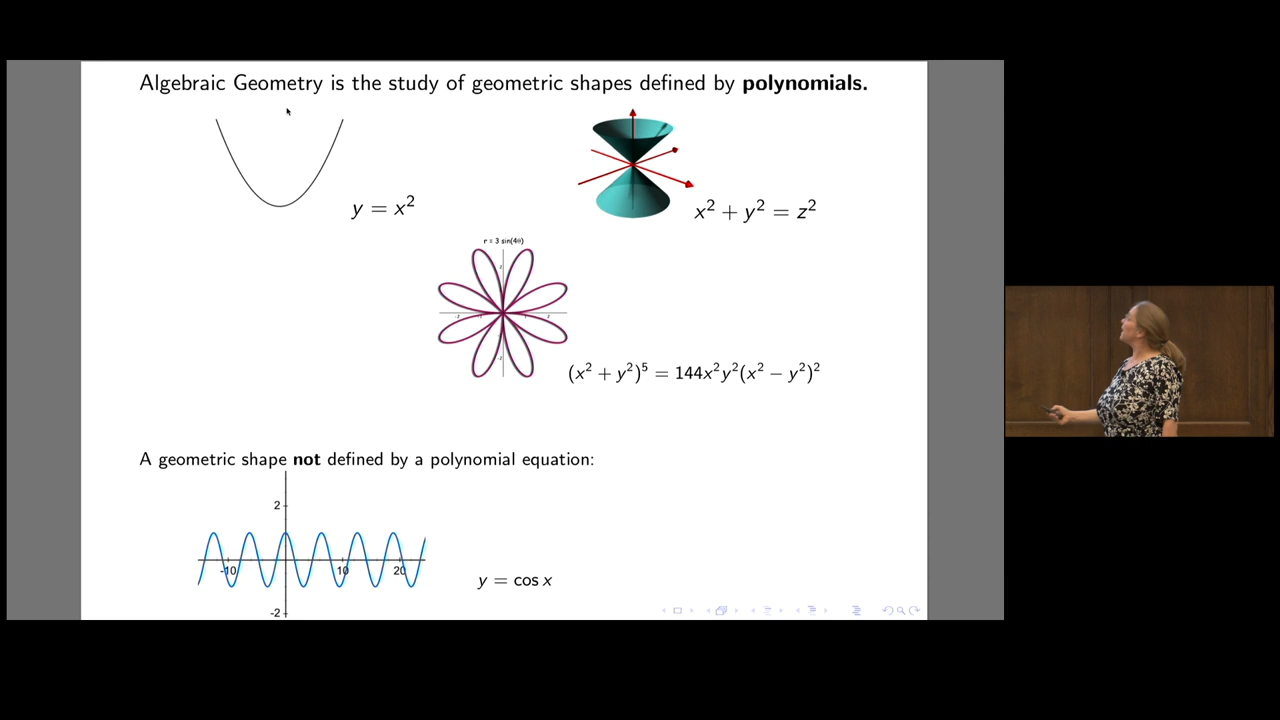 Algebraic Geometry is the study of geometric shapes defined by polynomials.
y = x²
x² + y² = z²
r = 3 sin(4θ)
(x² + y²)⁵ = 144x²y²(x² − y²)²
A geometric shape not defined by a polynomial equation:
2
-10 10 20
-2
y = cos x